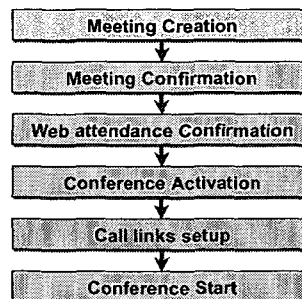 Meeting Creation
Meeting Confirmation
Web attendance Confirmation
Conference Activation
Call links setup
Conference Start